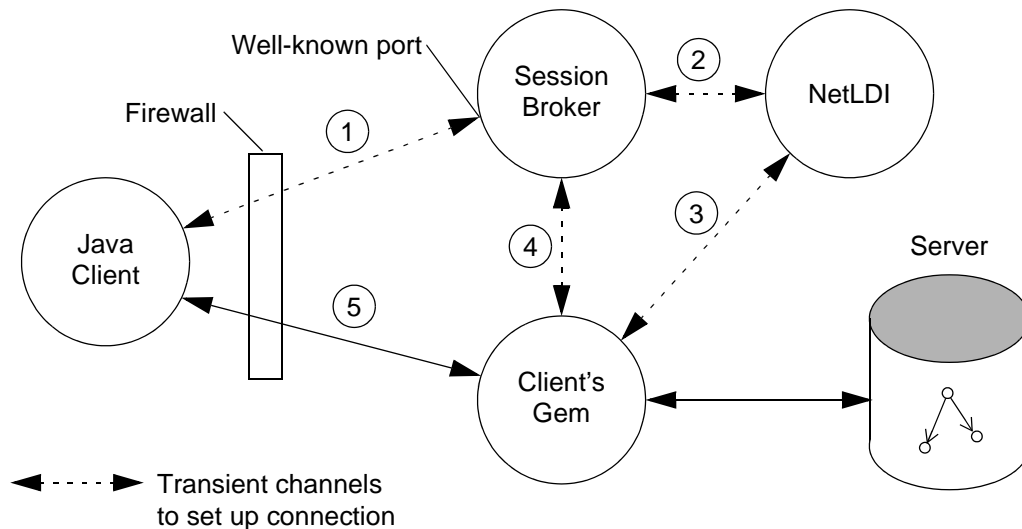 Well-known port
Session
Broker
2
NetLDI
Firewall
1
Java
Client
4
3
Server
5
Client's
Gem
Transient channels
to set up connection